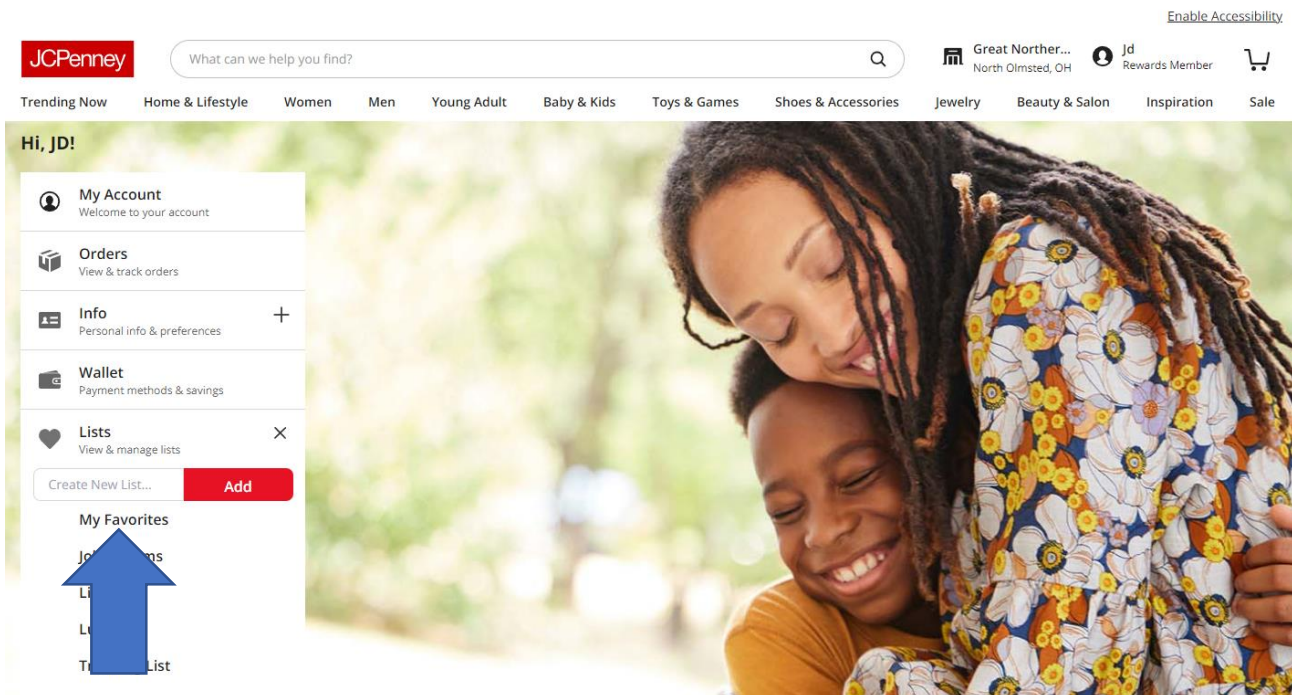 Enable Accessibility
JCPenney
What can we help you find?
Great Norther...
North Olmsted, OH
Jd
Rewards Member
Trending Now Home & Lifestyle Women Men Young Adult Baby & Kids Toys & Games Shoes & Accessories Jewelry Beauty & Salon Inspiration Sale
Hi, JD!
My Account
Welcome to your account
Orders
View & track orders
Info
Personal info & preferences
Wallet
Payment methods & savings
Lists
View & manage lists
Create New List... Add
My Favorites
List